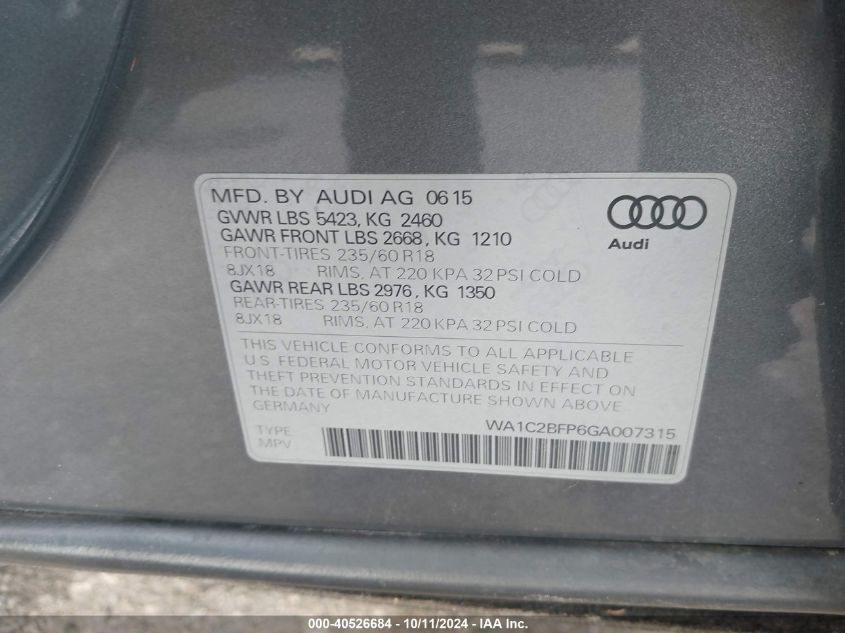 MFD. BY AUDI AG 06 15
GVWR LBS 5423, KG 2460
GAWR FRONT LBS 2668, KG 1210
FRONT-TIRES 235/60 R18
8JX18 RIMS, AT 220 KPA 32 PSI COLD
GAWR REAR LBS 2976, KG 1350
REAR-TIRES 235/60 R18
8JX18 RIMS, AT 220 KPA 32 PSI COLD
Audi
THIS VEHICLE CONFORMS TO ALL APPLICABLE
U.S. FEDERAL MOTOR VEHICLE SAFETY AND
THEFT PREVENTION STANDARDS IN EFFECT ON
THE DATE OF MANUFACTURE SHOWN ABOVE
GERMANY
WA1C2BFP6GA007315
TYPE
MPV
000-40526684 - 10/11/2024 - © IAA, Inc.